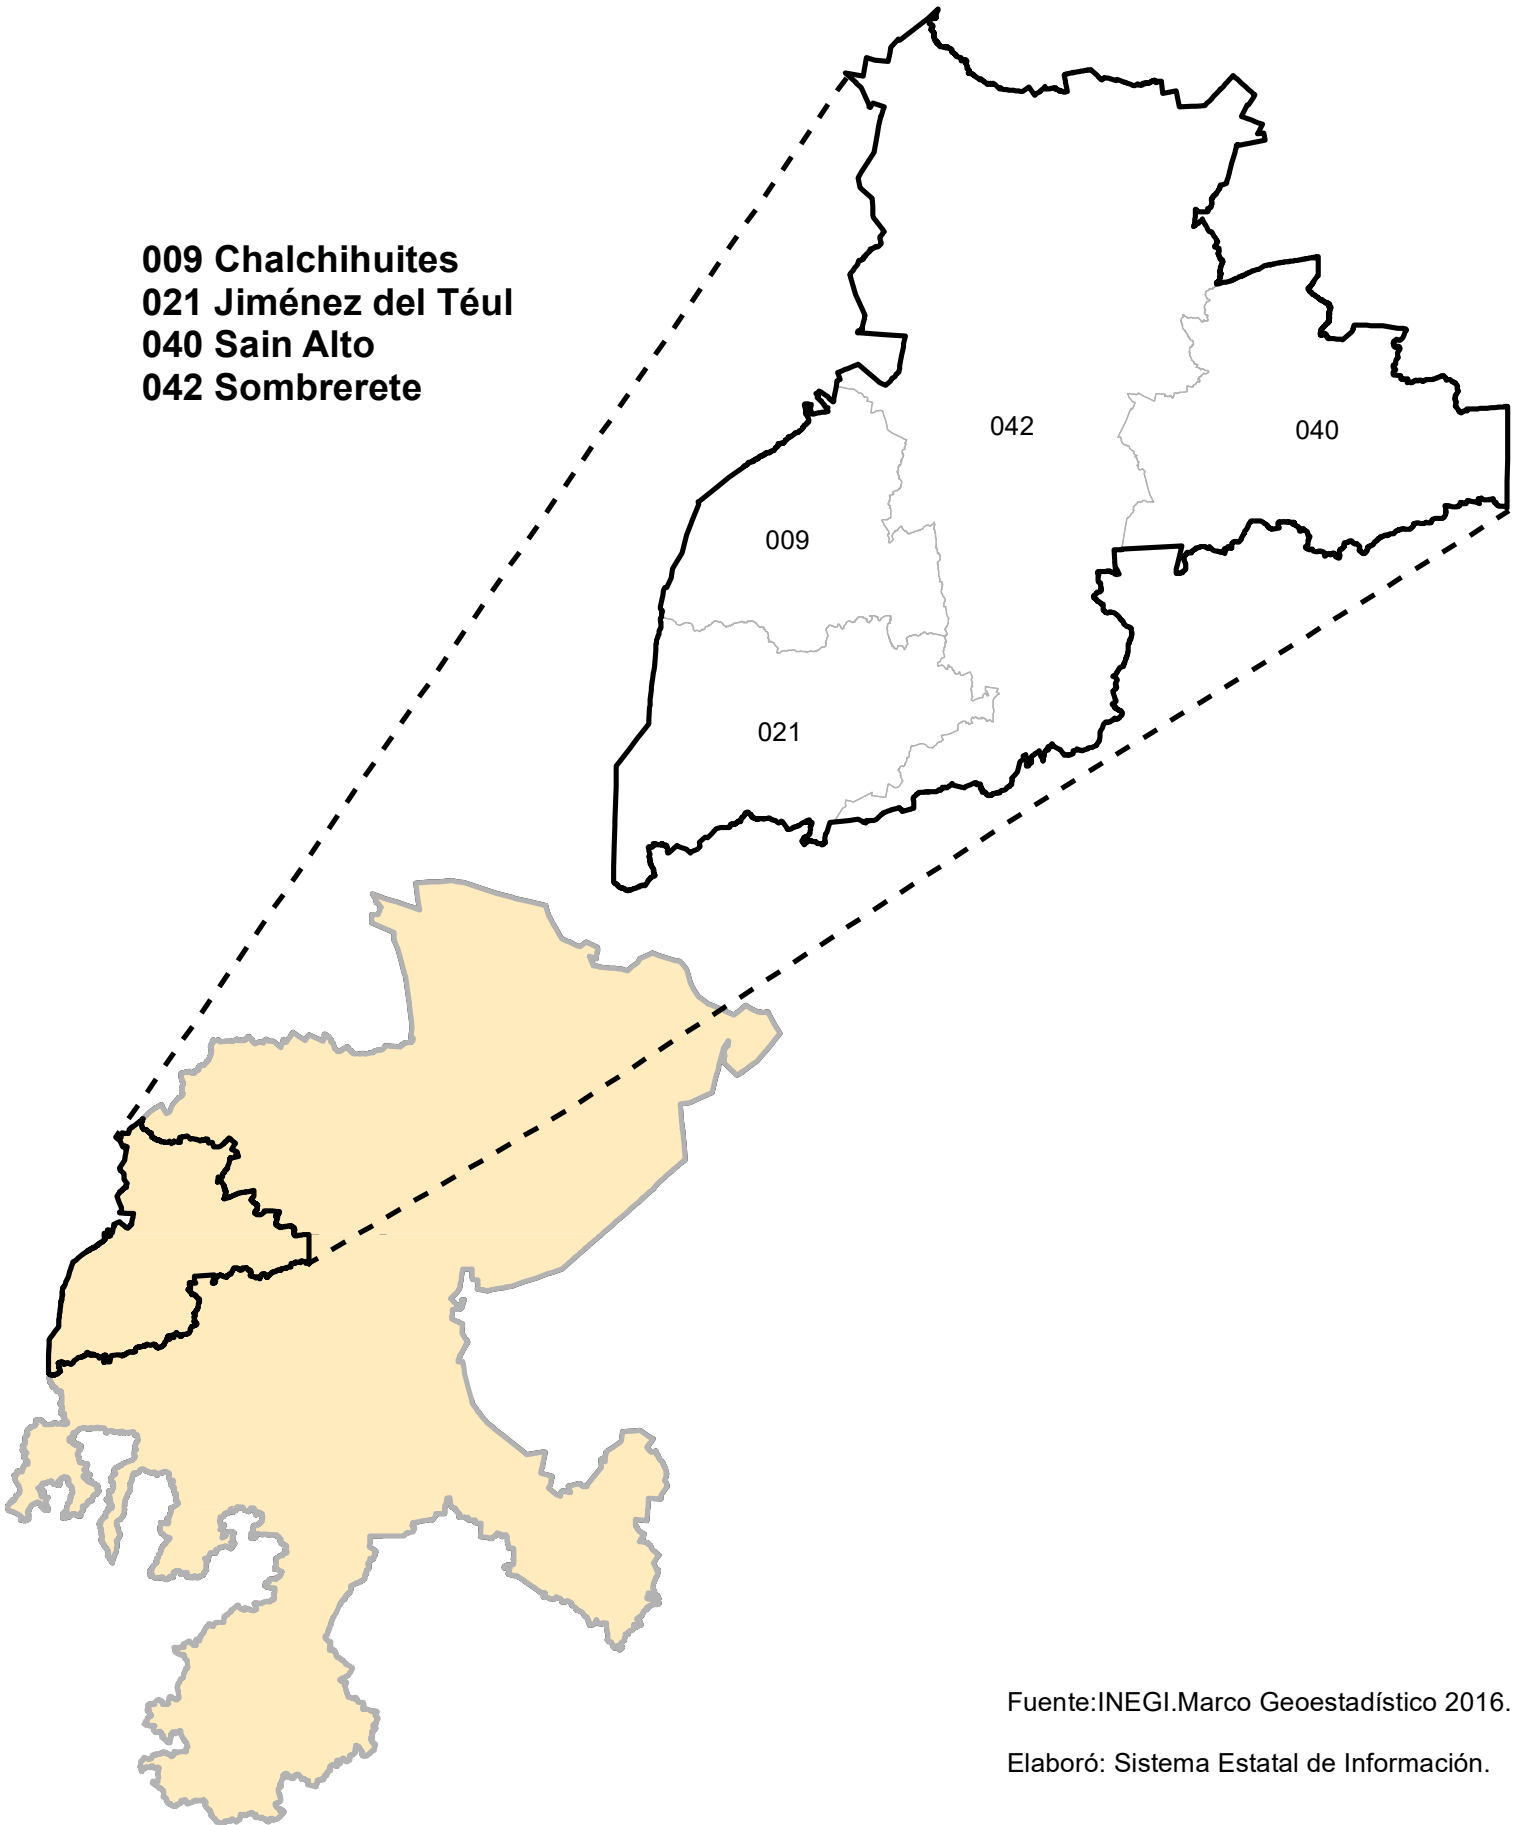 009 Chalchihuites
021 Jiménez del Téul
040 Sain Alto
042 Sombrerete
042
040
009
021
Fuente:INEGI.Marco Geoestadístico 2016.
Elaboró: Sistema Estatal de Información.